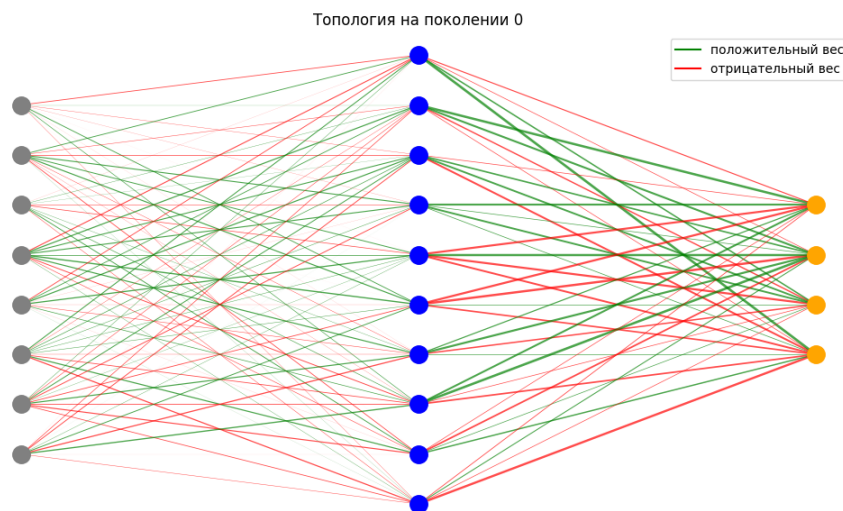 Топология на поколении 0
положительный вес
отрицательный вес